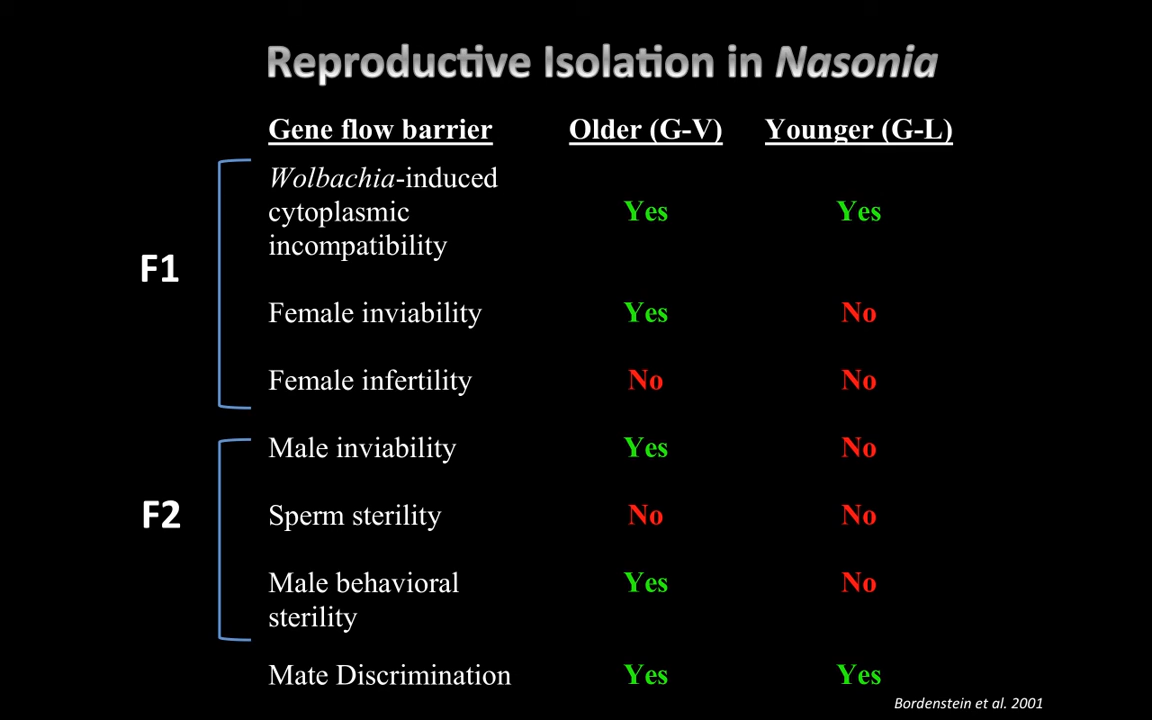 Reproductive Isolation in Nasonia
Gene flow barrier Older (G-V) Younger (G-L)
Wolbachia-induced
cytoplasmic Yes Yes
incompatibility
F1
Female inviability Yes No
Female infertility No No
Male inviability Yes No
F2
Sperm sterility No No
Male behavioral Yes No
sterility
Mate Discrimination Yes Yes
Bordenstein et al. 2001